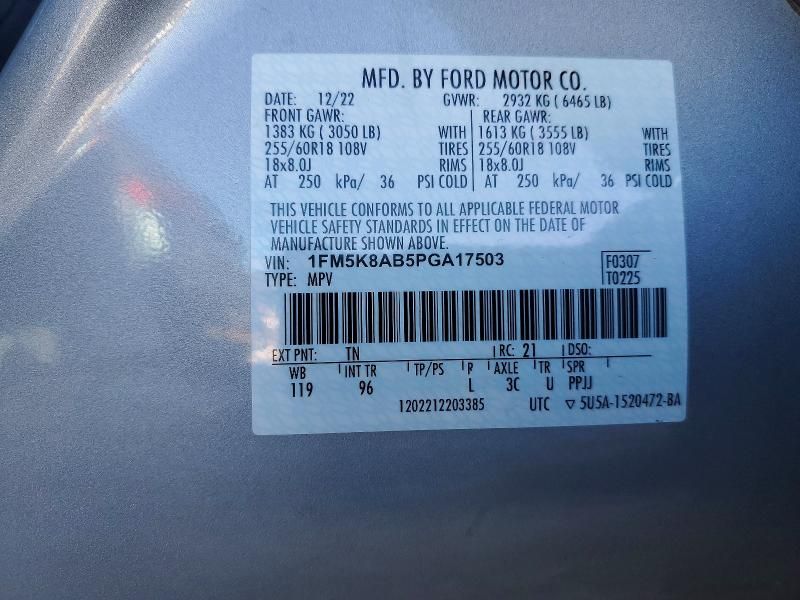 MFD. BY FORD MOTOR CO.
DATE: 12/22 GVWR: 2932 KG ( 6465 LB)
FRONT GAWR: REAR GAWR:
1383 KG ( 3050 LB) WITH 1613 KG ( 3555 LB) WITH
255/60R18 108V TIRES 255/60R18 108V TIRES
18x8.0J RIMS 18x8.0J RIMS
AT 250 kPa/ 36 PSI COLD AT 250 kPa/ 36 PSI COLD
THIS VEHICLE CONFORMS TO ALL APPLICABLE FEDERAL MOTOR
VEHICLE SAFETY STANDARDS IN EFFECT ON THE DATE OF
MANUFACTURE SHOWN ABOVE.
VIN: 1FM5K8AB5PGA17503 F0307
TYPE: MPV T0225
EXT PNT: TN RC: 21 DSO:
WB INT TR TP/PS R AXLE TR SPR
119 96 L 3C U PPJJ
1202212203385 UTC ▽ 5U5A-1520472-BA